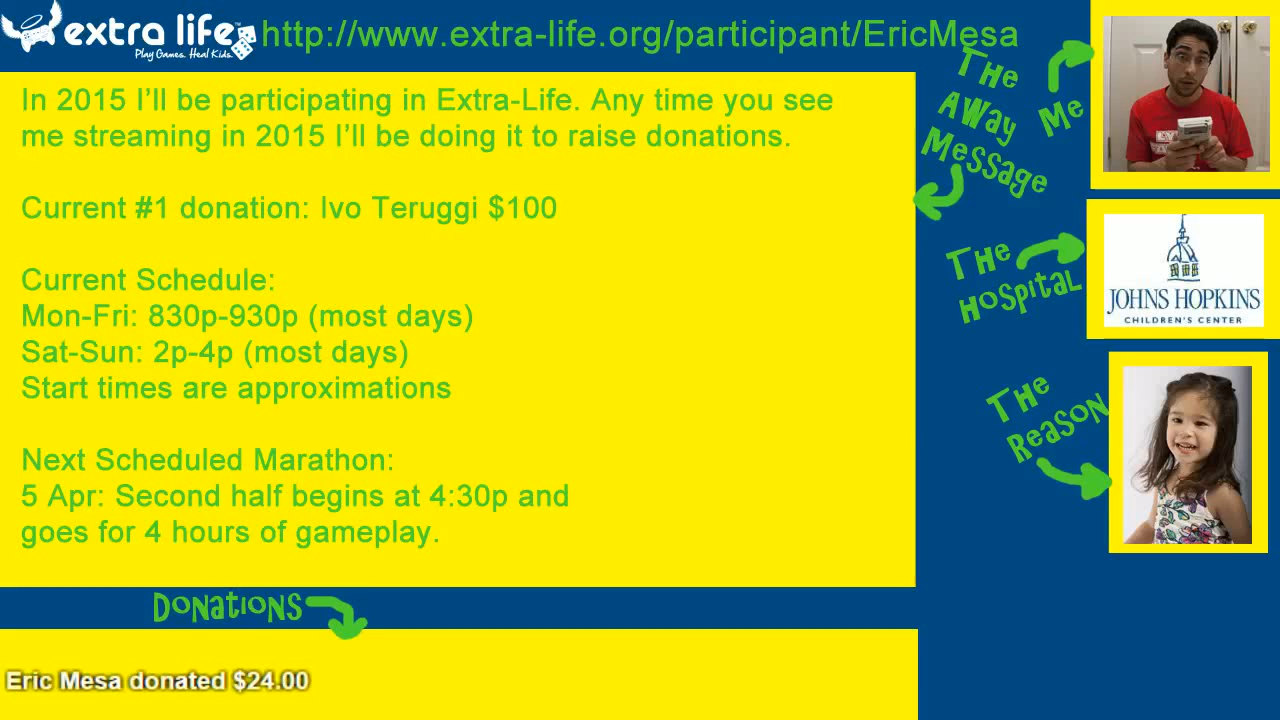 extra life
Play Games. Heal Kids.
http://www.extra-life.org/participant/EricMesa
In 2015 I'll be participating in Extra-Life. Any time you see
me streaming in 2015 I'll be doing it to raise donations.
Current #1 donation: Ivo Teruggi $100
Current Schedule:
Mon-Fri: 830p-930p (most days)
Sat-Sun: 2p-4p (most days)
Start times are approximations
Next Scheduled Marathon:
5 Apr: Second half begins at 4:30p and
goes for 4 hours of gameplay.
The
Away
Message
Me
The
Hospital
JOHNS HOPKINS
CHILDREN'S CENTER
The
Reason
Donations
Eric Mesa donated $24.00